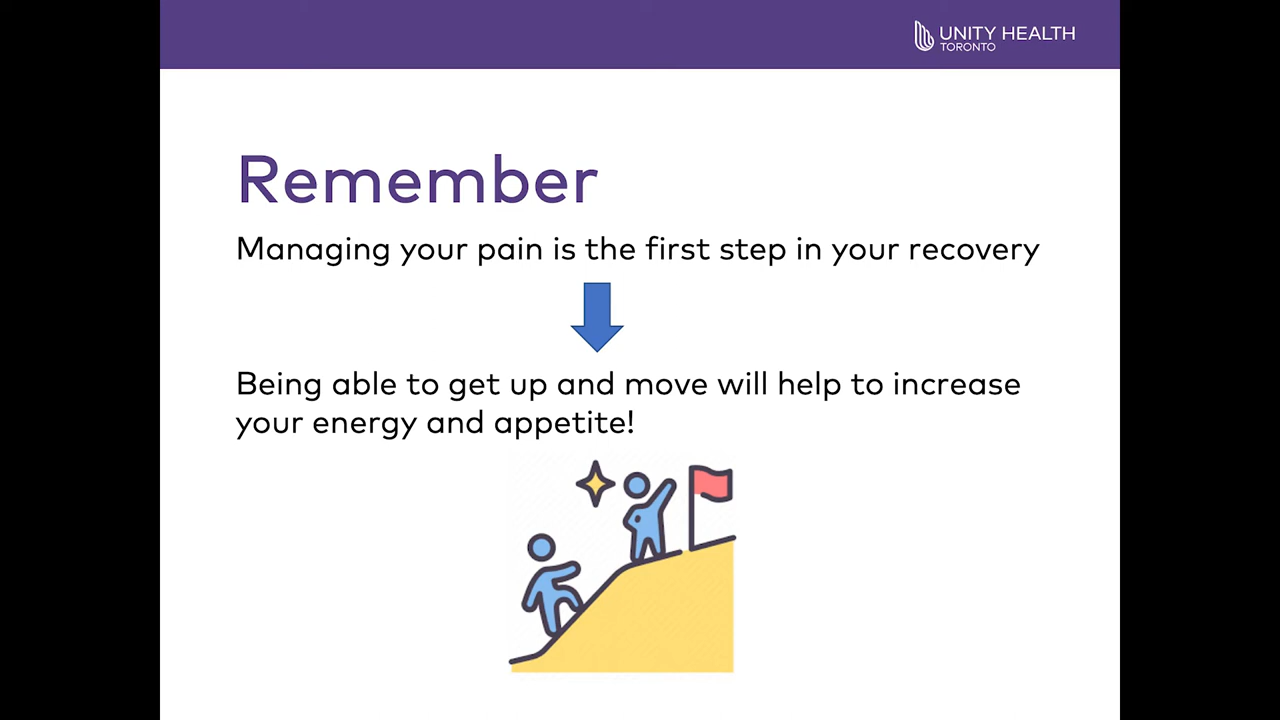 UNITY HEALTH
TORONTO
Remember
Managing your pain is the first step in your recovery
Being able to get up and move will help to increase
your energy and appetite!